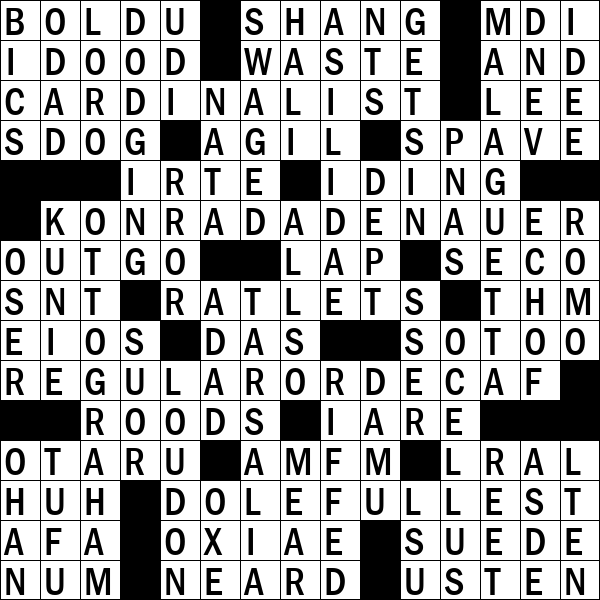 BOLDU SHANG MDI
IDOOD WASTE AND
CARDINALIST LEE
SDOG AGIL SPAVE
IRTE IDING
KONRADADENAUER
OUTGO LAP SECO
SNT RATLETS THM
EIOS DAS SOTOO
REGULARORDECAF
ROODS IARE
OTARU AMFM LRAL
HUH DOLEFULLEST
AFA OXIAE SUEDE
NUM NEARD USTEN